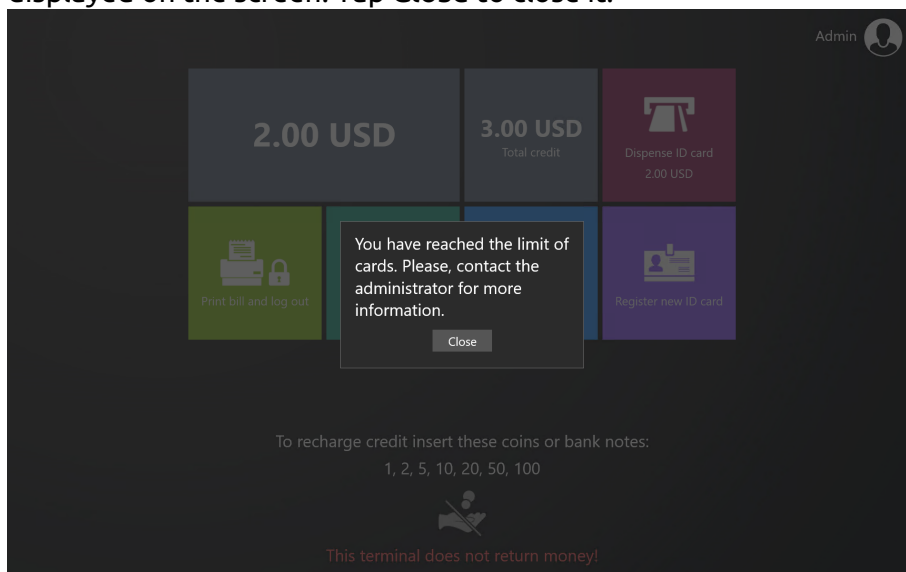 displayed on the screen. Tap Close to close it.
Admin
2.00 USD
3.00 USD
Total credit
Dispense ID card
2.00 USD
You have reached the limit of
cards. Please, contact the
administrator for more
information.
Close
Print bill and log out
Register new ID card
To recharge credit insert these coins or bank notes:
1, 2, 5, 10, 20, 50, 100
This terminal does not return money!